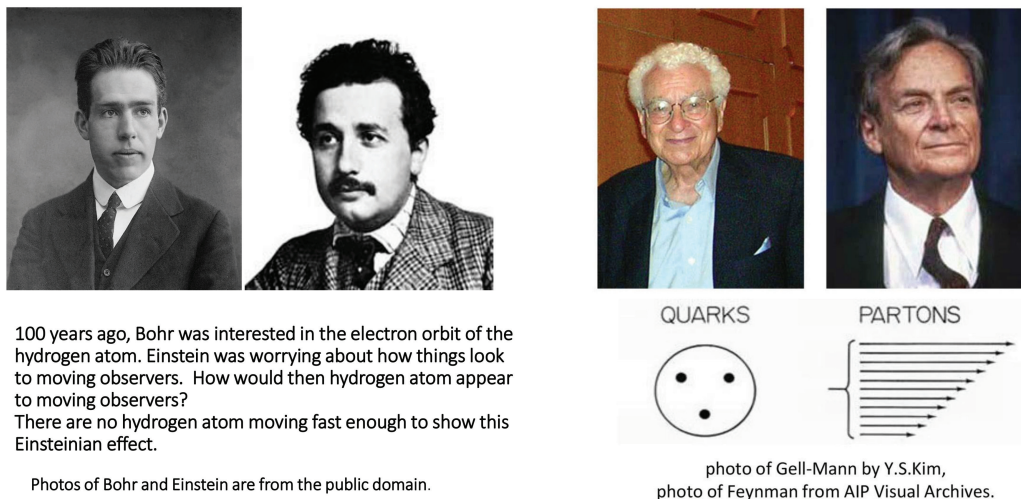 100 years ago, Bohr was interested in the electron orbit of the
hydrogen atom. Einstein was worrying about how things look
to moving observers.  How would then hydrogen atom appear
to moving observers?
There are no hydrogen atom moving fast enough to show this
Einsteinian effect.
Photos of Bohr and Einstein are from the public domain.
QUARKS
PARTONS
photo of Gell-Mann by Y.S.Kim,
photo of Feynman from AIP Visual Archives.